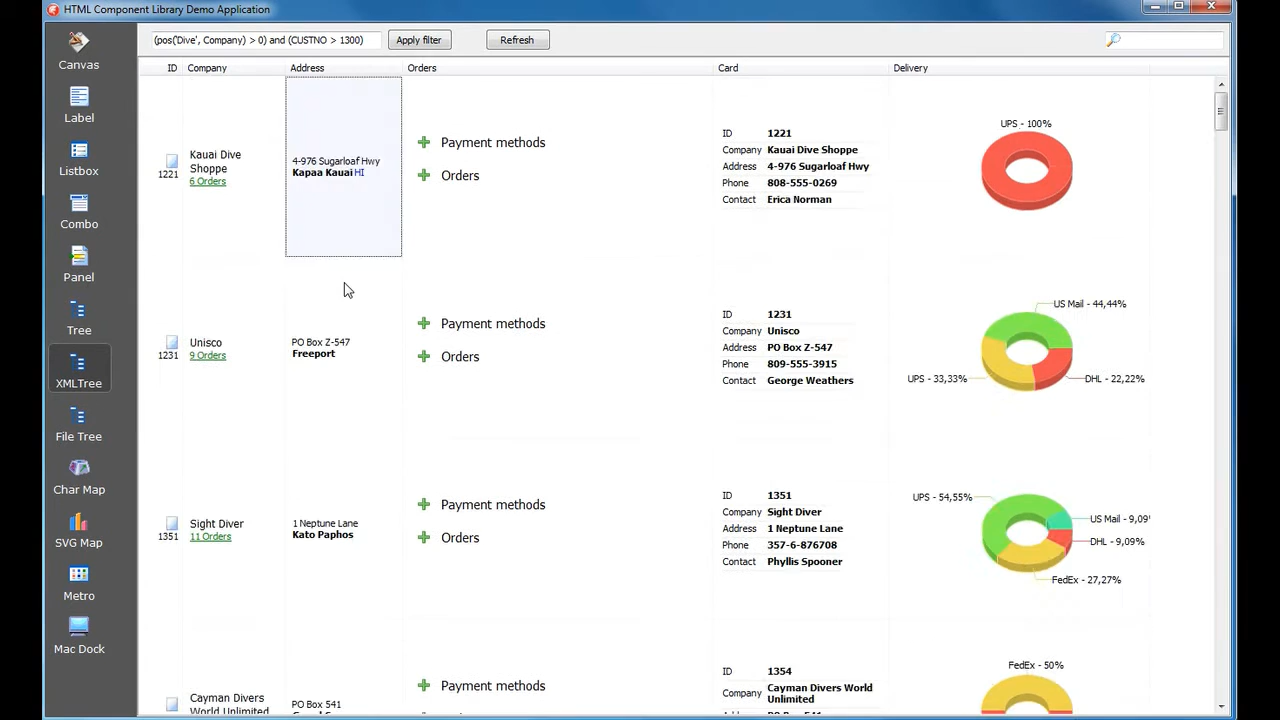 HTML Component Library Demo Application
Canvas
Label
Listbox
Combo
Panel
Tree
XMLTree
File Tree
Char Map
SVG Map
Metro
Mac Dock
(pos('Dive', Company) > 0) and (CUSTNO > 1300)
Apply filter
Refresh
ID Company Address Orders Card Delivery
1221
Kauai Dive
Shoppe
6 Orders
4-976 Sugarloaf Hwy
Kapaa Kauai HI
Payment methods
Orders
ID 1221
Company Kauai Dive Shoppe
Address 4-976 Sugarloaf Hwy
Phone 808-555-0269
Contact Erica Norman
UPS - 100%
1231
Unisco
9 Orders
PO Box Z-547
Freeport
Payment methods
Orders
ID 1231
Company Unisco
Address PO Box Z-547
Phone 809-555-3915
Contact George Weathers
US Mail - 44,44%
UPS - 33,33%
DHL - 22,22%
1351
Sight Diver
11 Orders
1 Neptune Lane
Kato Paphos
Payment methods
Orders
ID 1351
Company Sight Diver
Address 1 Neptune Lane
Phone 357-6-876708
Contact Phyllis Spooner
UPS - 54,55%
US Mail - 9,09
DHL - 9,09%
FedEx - 27,27%
Cayman Divers
World Unlimited
PO Box 541
Payment methods
ID 1354
Company Cayman Divers World
Unlimited
FedEx - 50%